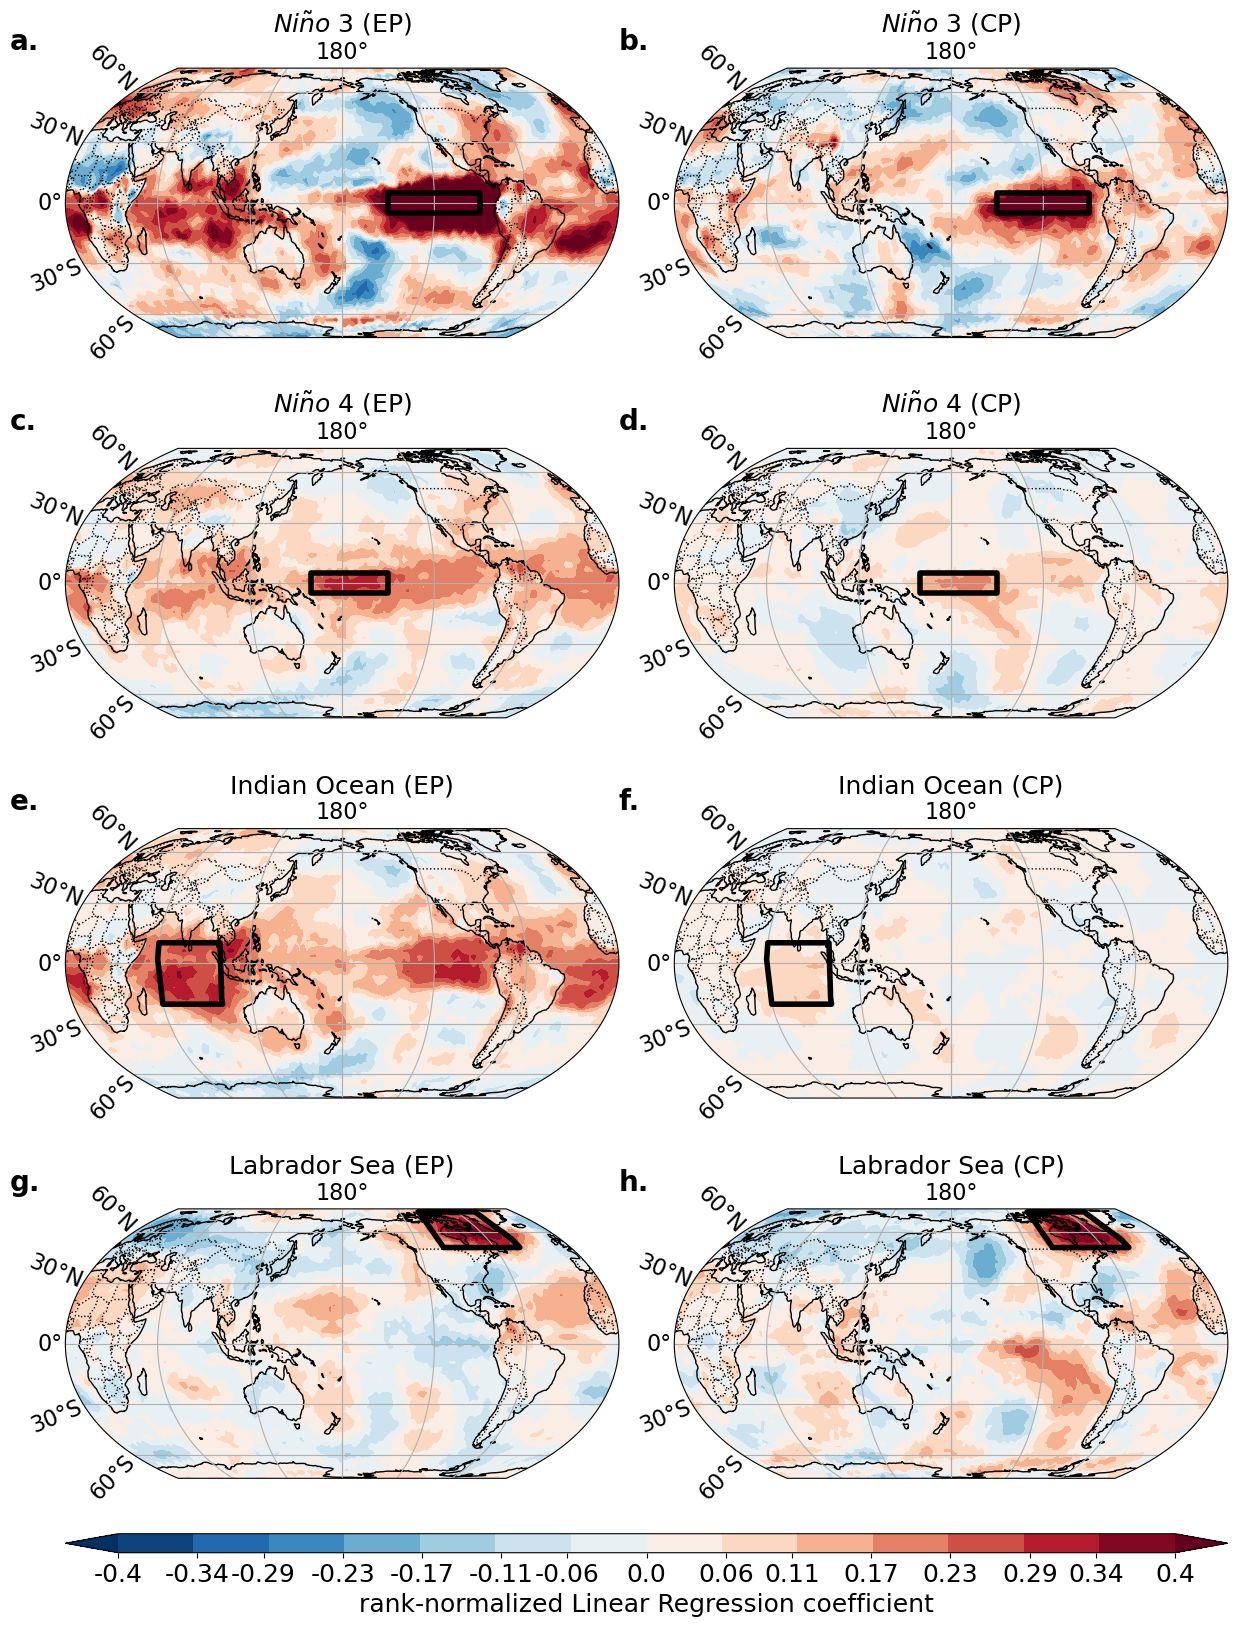 a.
Niño 3 (EP)
180°
60°N
30°N
0°
30°S
60°S
b.
Niño 3 (CP)
180°
60°N
30°N
0°
30°S
60°S
c.
Niño 4 (EP)
180°
60°N
30°N
0°
30°S
60°S
d.
Niño 4 (CP)
180°
60°N
30°N
0°
30°S
60°S
e.
Indian Ocean (EP)
180°
60°N
30°N
0°
30°S
60°S
f.
Indian Ocean (CP)
180°
60°N
30°N
0°
30°S
60°S
g.
Labrador Sea (EP)
180°
60°N
30°N
0°
30°S
60°S
h.
Labrador Sea (CP)
180°
60°N
30°N
0°
30°S
60°S
-0.4 -0.34 -0.29 -0.23 -0.17 -0.11 -0.06 0.0 0.06 0.11 0.17 0.23 0.29 0.34 0.4
rank-normalized Linear Regression coefficient